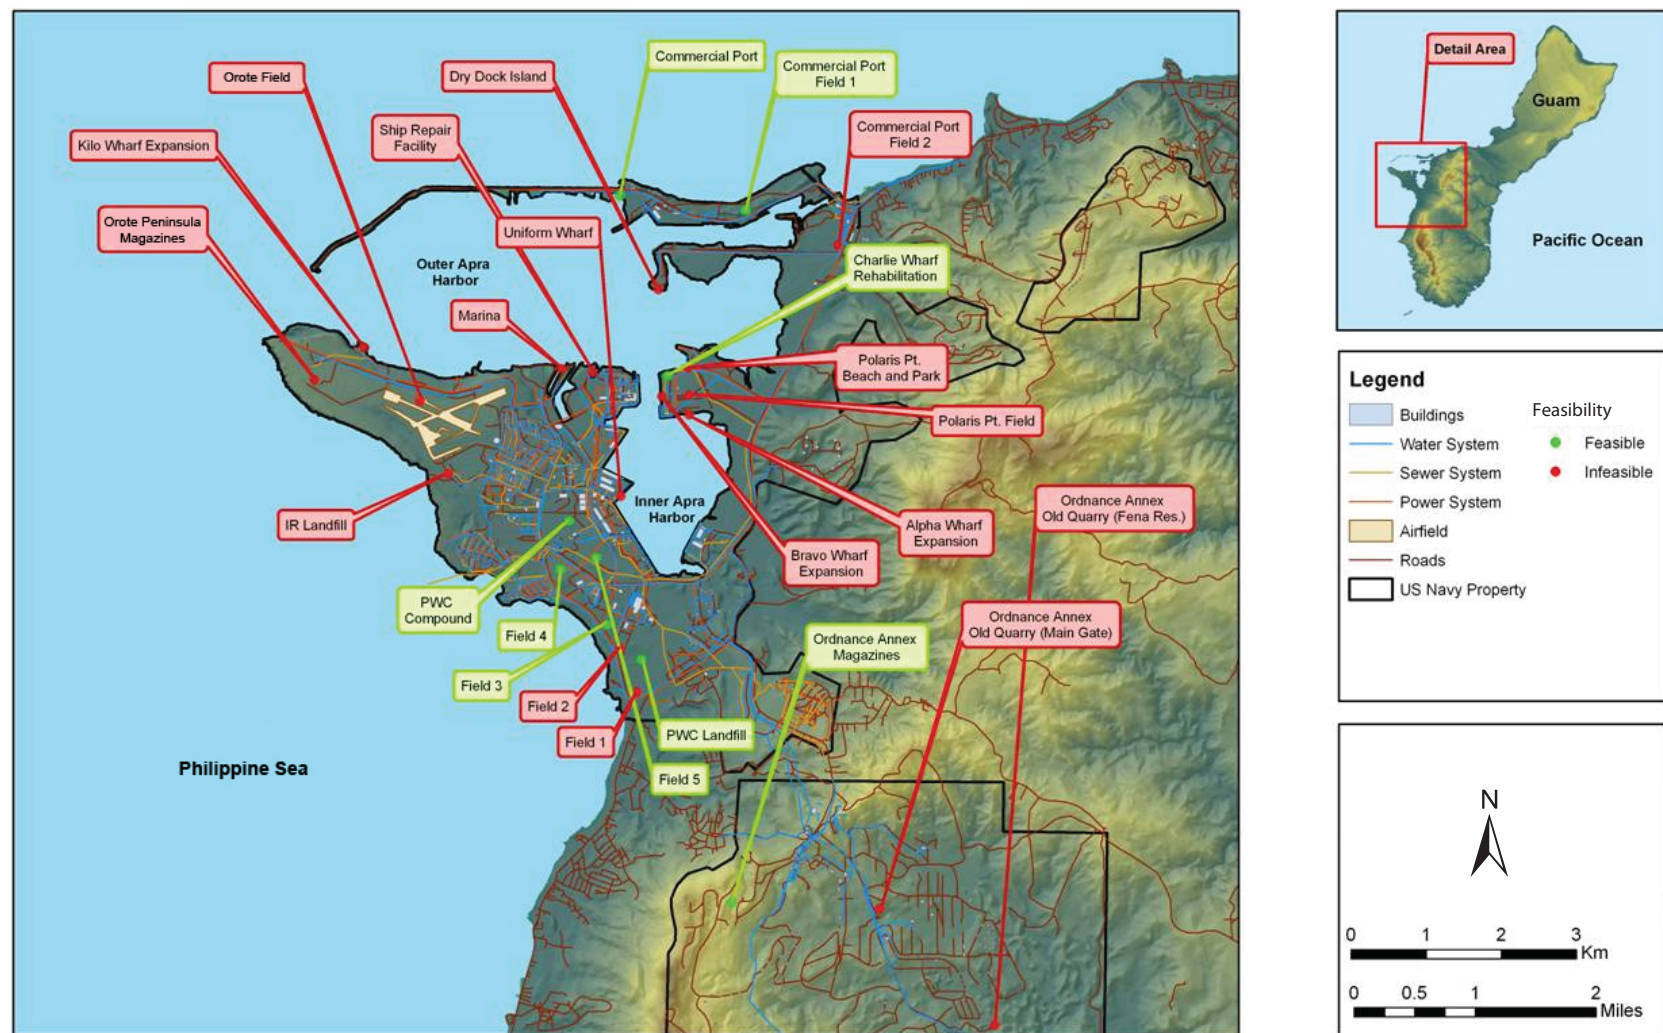 Commercial Port
Commercial Port
Field 1
Orote Field
Dry Dock Island
Ship Repair
Facility
Commercial Port
Field 2
Kilo Wharf Expansion
Orote Peninsula
Magazines
Uniform Wharf
Outer Apra
Harbor
Charlie Wharf
Rehabilitation
Marina
Polaris Pt.
Beach and Park
Polaris Pt. Field
IR Landfill
Inner Apra
Harbor
Ordnance Annex
Old Quarry (Fena Res.)
Alpha Wharf
Expansion
Bravo Wharf
Expansion
PWC
Compound
Field 4
Ordnance Annex
Old Quarry (Main Gate)
Ordnance Annex
Magazines
Field 3
Field 2
Field 1
PWC Landfill
Field 5
Philippine Sea
Detail Area
Guam
Pacific Ocean
Legend
Buildings
Water System
Sewer System
Power System
Airfield
Roads
US Navy Property
Feasibility
Feasible
Infeasible
N
0 1 2 3
Km
0 0.5 1 2
Miles